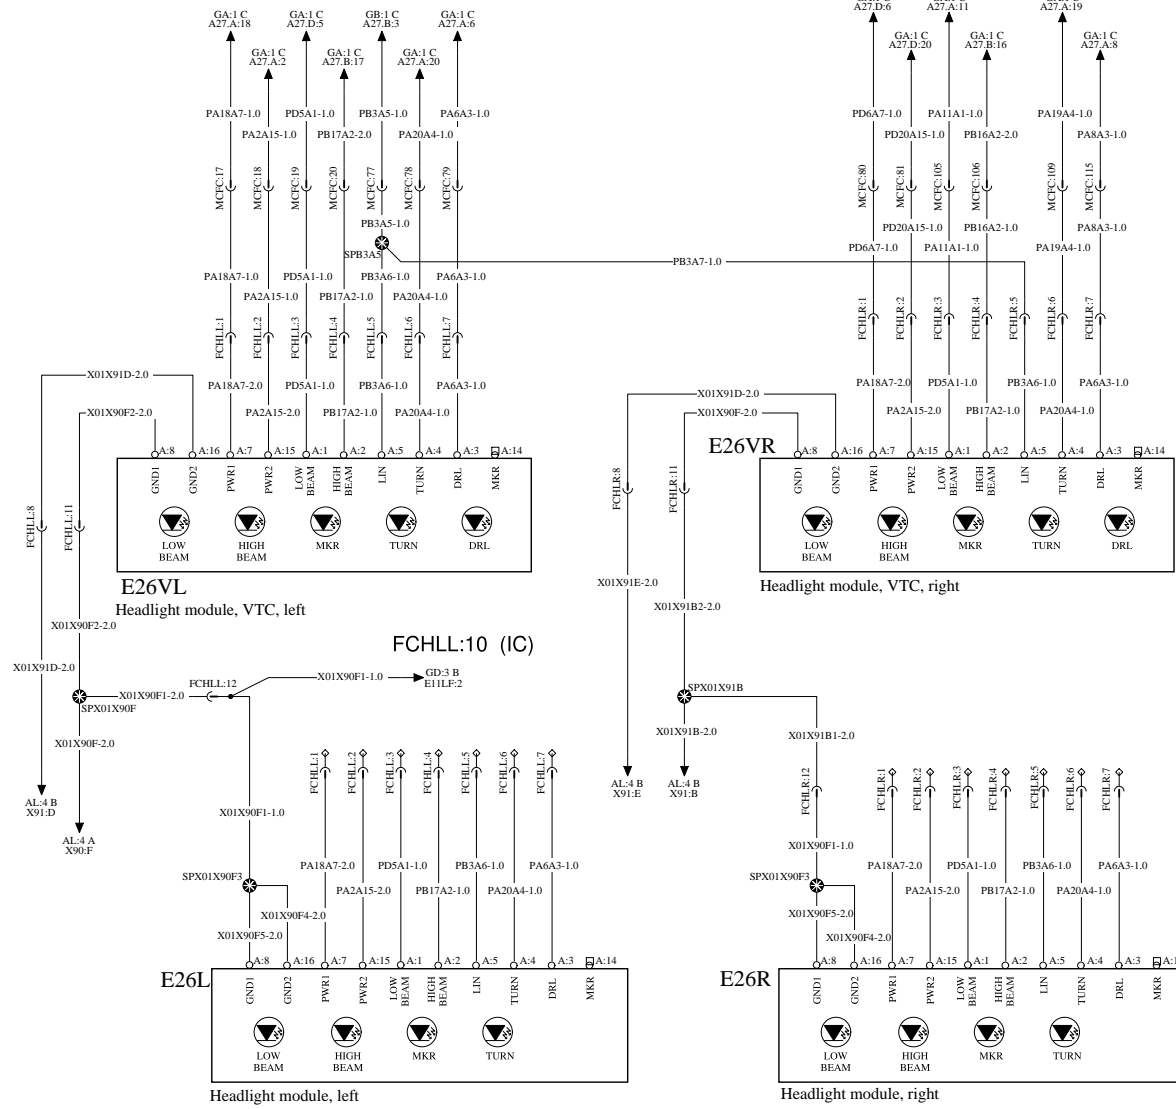 GA:1 C
A27.A:18
GA:1 C
A27.D:5
GB:1 C
A27.B:3
GA:1 C
A27.A:6
A27.D:6
A27.A:11
A27.A:19
GA:1 C
A27.A:2
GA:1 C
A27.B:17
GA:1 C
A27.A:20
GA:1 C
A27.D:20
GA:1 C
A27.B:16
GA:1 C
A27.A:8
PA18A7-1.0
PD5A1-1.0
PB3A5-1.0
PA6A3-1.0
PD6A7-1.0
PA11A1-1.0
PA19A4-1.0
PA2A15-1.0
PB17A2-2.0
PA20A4-1.0
PD20A15-1.0
PB16A2-2.0
PA8A3-1.0
MCFC:17
MCFC:18
MCFC:19
MCFC:20
MCFC:77
MCFC:78
MCFC:79
MCFC:80
MCFC:81
MCFC:105
MCFC:106
MCFC:109
MCFC:115
PB3A5-1.0
PD20A15-1.0
PB16A2-1.0
PA8A3-1.0
SPB3A5
PD6A7-1.0
PA11A1-1.0
PA19A4-1.0
PB3A7-1.0
PA18A7-1.0
PD5A1-1.0
PB3A6-1.0
PA6A3-1.0
PA2A15-1.0
PB17A2-1.0
PA20A4-1.0
FCHLL:1
FCHLL:2
FCHLL:3
FCHLL:4
FCHLL:5
FCHLL:6
FCHLL:7
FCHLR:1
FCHLR:2
FCHLR:3
FCHLR:4
FCHLR:5
FCHLR:6
FCHLR:7
X01X91D-2.0
PA18A7-2.0
PD5A1-1.0
PB3A6-1.0
PA6A3-1.0
X01X91D-2.0
PA18A7-2.0
PD5A1-1.0
PB3A6-1.0
PA6A3-1.0
X01X90F2-2.0
PA2A15-2.0
PB17A2-1.0
PA20A4-1.0
X01X90F-2.0
PA2A15-2.0
PB17A2-1.0
PA20A4-1.0
E26VR
A:8
A:16
A:7
A:15
A:1
A:2
A:5
A:4
A:3
A:14
A:8
A:16
A:7
A:15
A:1
A:2
A:5
A:4
A:3
A:14
GND1
GND2
PWR1
PWR2
LOW
BEAM
HIGH
BEAM
LIN
TURN
DRL
MKR
GND1
GND2
PWR1
PWR2
LOW
BEAM
HIGH
BEAM
LIN
TURN
DRL
MKR
FCHLL:8
FCHLL:11
FCHLR:8
FCHLR:11
LOW
BEAM
HIGH
BEAM
MKR
TURN
DRL
LOW
BEAM
HIGH
BEAM
MKR
TURN
DRL
E26VL
Headlight module, VTC, left
Headlight module, VTC, right
X01X91E-2.0
X01X91B2-2.0
X01X90F2-2.0
FCHLL:10 (IC)
X01X91D-2.0
GD:3 B
E11LF:2
X01X90F1-1.0
FCHLL:12
X01X90F1-2.0
SPX01X90F
SPX01X91B
X01X90F-2.0
X01X91B-2.0
X01X91B1-2.0
FCHLL:1
FCHLL:2
FCHLL:3
FCHLL:4
FCHLL:5
FCHLL:6
FCHLL:7
FCHLR:12
FCHLR:1
FCHLR:2
FCHLR:3
FCHLR:4
FCHLR:5
FCHLR:6
FCHLR:7
AL:4 B
X91:D
AL:4 A
X90:F
AL:4 B
X91:E
AL:4 B
X91:B
X01X90F1-1.0
X01X90F1-1.0
PA18A7-2.0
PD5A1-1.0
PB3A6-1.0
PA6A3-1.0
PA18A7-2.0
PD5A1-1.0
PB3A6-1.0
PA6A3-1.0
SPX01X90F3
SPX01X90F3
PA2A15-2.0
PB17A2-1.0
PA20A4-1.0
PA2A15-2.0
PB17A2-1.0
PA20A4-1.0
X01X90F4-2.0
X01X90F5-2.0
X01X90F5-2.0
X01X90F4-2.0
E26L
A:8
A:16
A:7
A:15
A:1
A:2
A:5
A:4
A:3
A:14
E26R
A:8
A:16
A:7
A:15
A:1
A:2
A:5
A:4
A:3
GND1
GND2
PWR1
PWR2
LOW
BEAM
HIGH
BEAM
LIN
TURN
DRL
MKR
GND1
GND2
PWR1
PWR2
LOW
BEAM
HIGH
BEAM
LIN
TURN
DRL
MKR
LOW
BEAM
HIGH
BEAM
MKR
TURN
LOW
BEAM
HIGH
BEAM
MKR
TURN
Headlight module, left
Headlight module, right